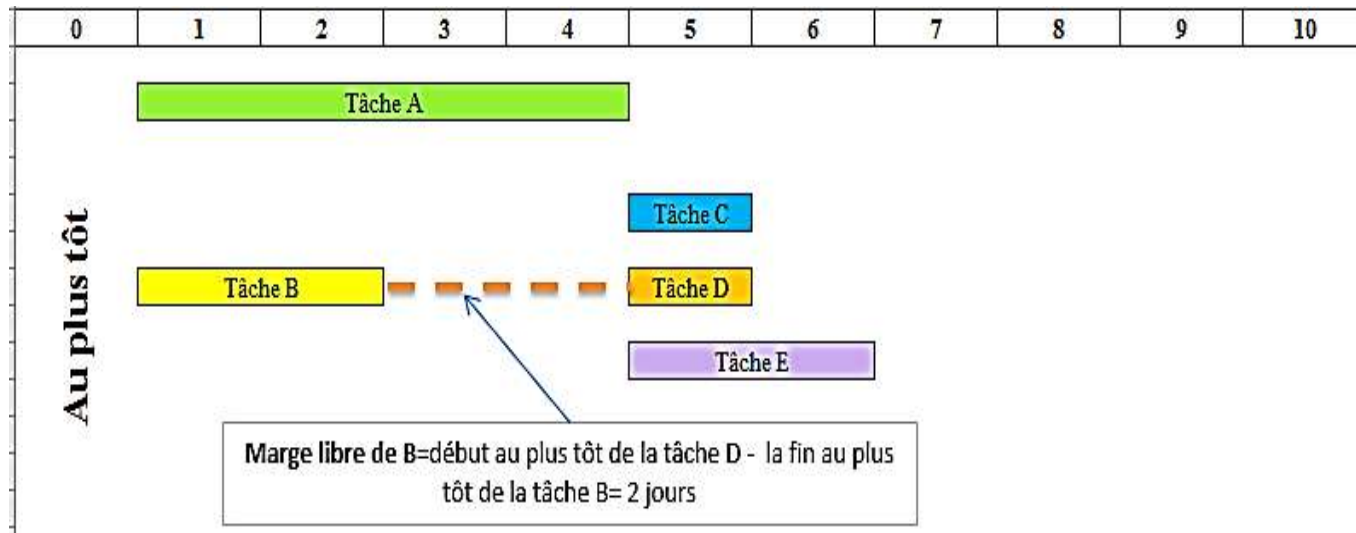 0 1 2 3 4 5 6 7 8 9 10
Tâche A
Au plus tôt
Tâche C
Tâche B
Tâche D
Tâche E
Marge libre de B=début au plus tôt de la tâche D - la fin au plus
tôt de la tâche B= 2 jours